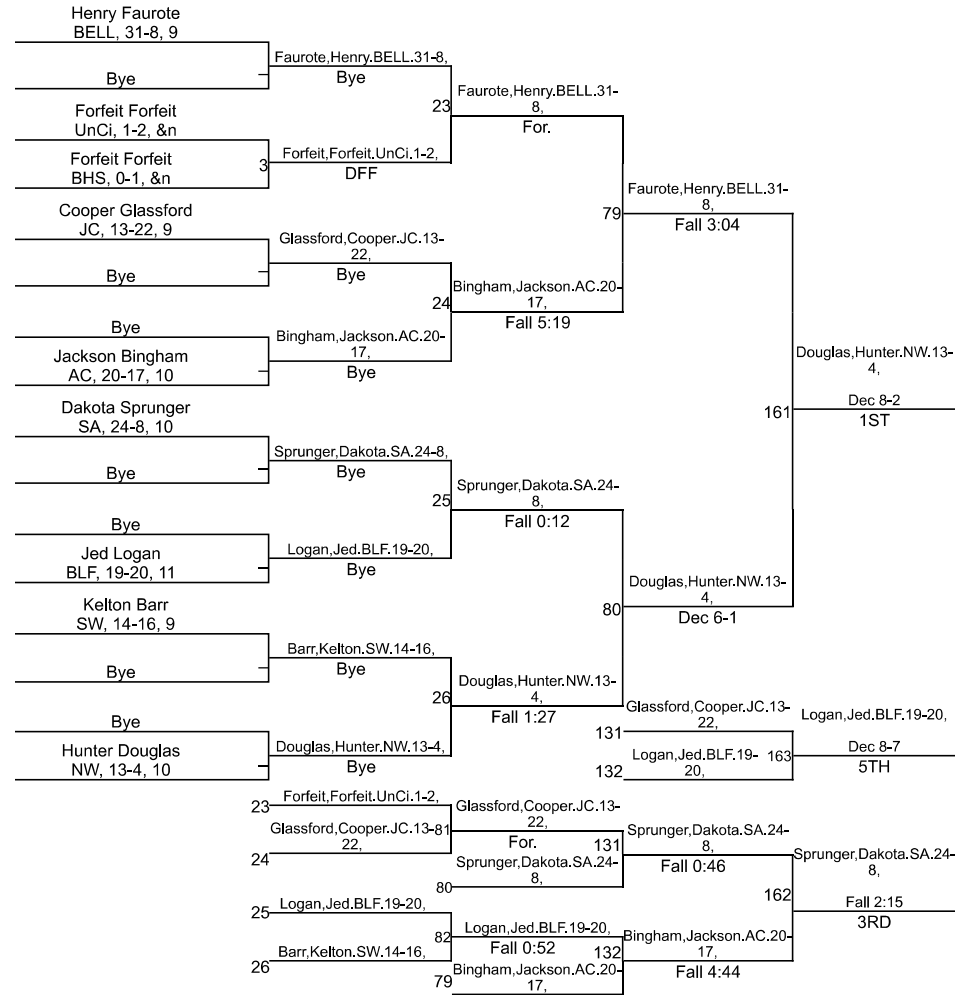 Henry Faurote
BELL, 31-8, 9
Faurote,Henry.BELL.31-8,
Bye
Bye
23
Faurote,Henry.BELL.31-
8,
For.
Forfeit Forfeit
UnCi, 1-2, &n
3
Forfeit,Forfeit.UnCi.1-2,
DFF
Forfeit Forfeit
BHS, 0-1, &n
79
Faurote,Henry.BELL.31-
8,
Fall 3:04
Cooper Glassford
JC, 13-22, 9
Glassford,Cooper.JC.13-
22,
Bye
Bye
24
Bingham,Jackson.AC.20-
17,
Fall 5:19
Bye
Bingham,Jackson.AC.20-
17,
Bye
Jackson Bingham
AC, 20-17, 10
161
Douglas,Hunter.NW.13-
4,
Dec 8-2
1ST
Dakota Sprunger
SA, 24-8, 10
Sprunger,Dakota.SA.24-8,
Bye
Bye
25
Sprunger,Dakota.SA.24-
8,
Fall 0:12
Bye
Logan,Jed.BLF.19-20,
Bye
Jed Logan
BLF, 19-20, 11
80
Douglas,Hunter.NW.13-
4,
Dec 6-1
Kelton Barr
SW, 14-16, 9
Barr,Kelton.SW.14-16,
Bye
Bye
26
Douglas,Hunter.NW.13-
4,
Fall 1:27
Bye
Douglas,Hunter.NW.13-4,
Bye
Hunter Douglas
NW, 13-4, 10
131
Glassford,Cooper.JC.13-
22,
132
Logan,Jed.BLF.19-
20,
163
Logan,Jed.BLF.19-20,
Dec 8-7
5TH
23
Forfeit,Forfeit.UnCi.1-2,
24
Glassford,Cooper.JC.13-
22,
81
Glassford,Cooper.JC.13-
22,
For.
80
Sprunger,Dakota.SA.24-
8,
131
Sprunger,Dakota.SA.24-
8,
Fall 0:46
162
Sprunger,Dakota.SA.24-
8,
Fall 2:15
3RD
25
Logan,Jed.BLF.19-20,
26
Barr,Kelton.SW.14-16,
82
Logan,Jed.BLF.19-20,
Fall 0:52
79
Bingham,Jackson.AC.20-
17,
132
Bingham,Jackson.AC.20-
17,
Fall 4:44